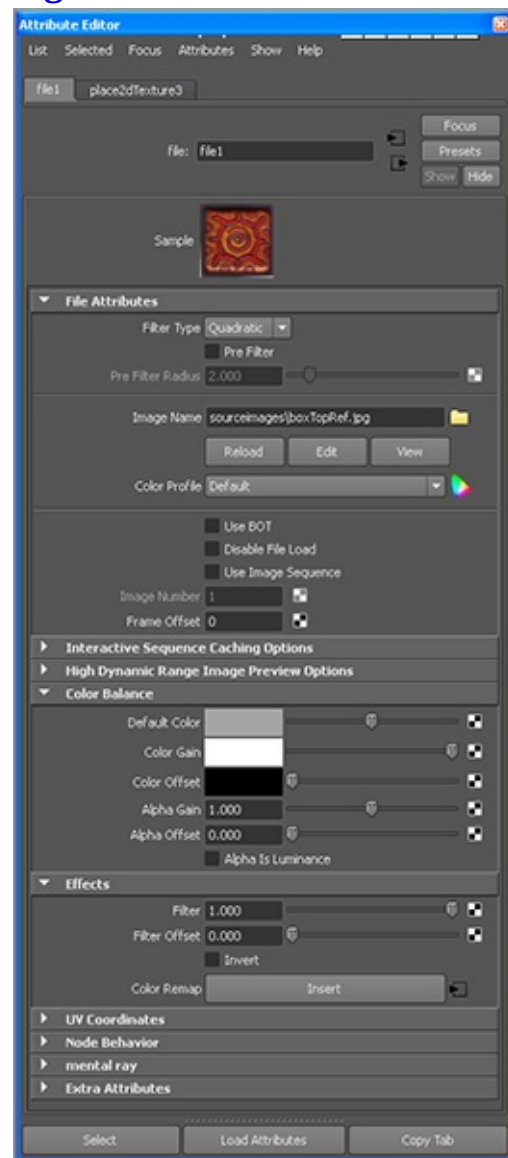 Attribute Editor
List Selected Focus Attributes Show Help
file1 place2dTexture3
Focus
file: file1
Presets
Show Hide
Sample
File Attributes
Filter Type Quadratic
Pre Filter
Pre Filter Radius 2.000
Image Name sourceimages\boxTopRef.jpg
Reload Edit View
Color Profile Default
Use BOT
Disable File Load
Use Image Sequence
Image Number 1
Frame Offset 0
Interactive Sequence Caching Options
High Dynamic Range Image Preview Options
Color Balance
Default Color
Color Gain
Color Offset
Alpha Gain 1.000
Alpha Offset 0.000
Alpha Is Luminance
Effects
Filter 1.000
Filter Offset 0.000
Invert
Color Remap Insert
UV Coordinates
Node Behavior
mental ray
Extra Attributes
Select Load Attributes Copy Tab